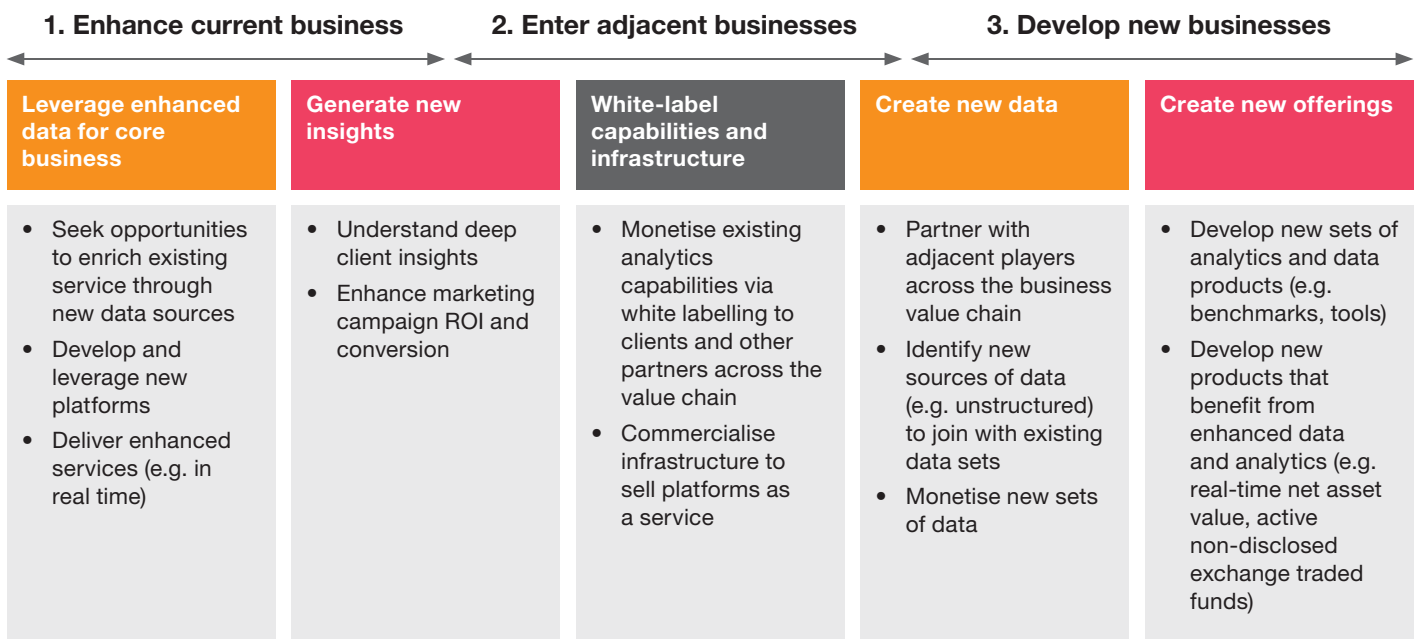 1. Enhance current business
2. Enter adjacent businesses
3. Develop new businesses
Leverage enhanced
data for core
business
• Seek opportunities
to enrich existing
service through
new data sources
• Develop and
leverage new
platforms
• Deliver enhanced
services (e.g. in
real time)
Generate new
insights
• Understand deep
client insights
• Enhance marketing
campaign ROI and
conversion
White-label
capabilities and
infrastructure
• Monetise existing
analytics
capabilities via
white labelling to
clients and other
partners across the
value chain
• Commercialise
infrastructure to
sell platforms as
a service
Create new data
• Partner with
adjacent players
across the business
value chain
• Identify new
sources of data
(e.g. unstructured)
to join with existing
data sets
• Monetise new sets
of data
Create new offerings
• Develop new sets of
analytics and data
products (e.g.
benchmarks, tools)
• Develop new
products that
benefit from
enhanced data
and analytics (e.g.
real-time net asset
value, active
non-disclosed
exchange traded
funds)